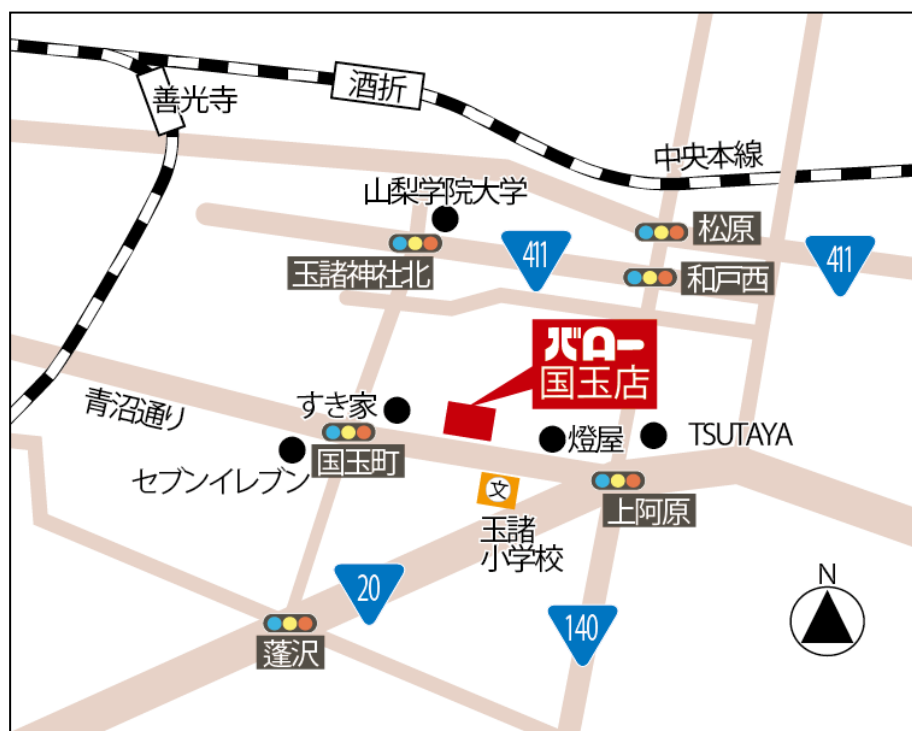 酒折
善光寺
中央本線
山梨学院大学
松原
411
411
玉諸神社北
和戸西
バロー
国玉店
青沼通り
すき家
国玉町
セブンイレブン
燈屋
TSUTAYA
上阿原
文
玉諸
小学校
20
140
N
蓬沢